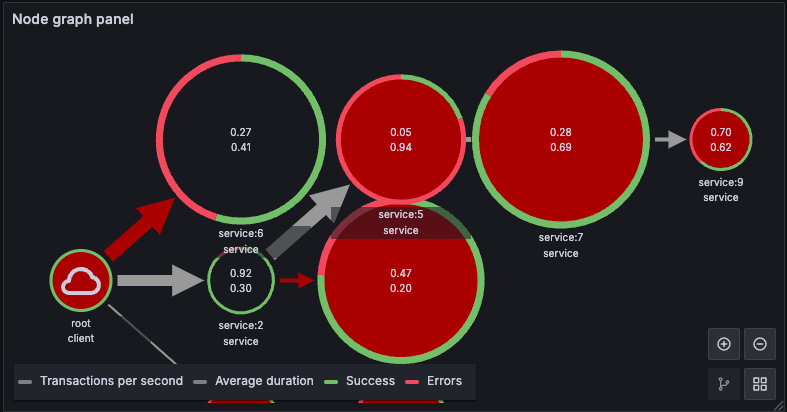 Node graph panel
0.27
0.41
service:6
service
0.05
0.94
service:5
service
0.28
0.69
service:7
service
0.70
0.62
service:9
service
root
client
0.92
0.30
service:2
service
0.47
0.20
Transactions per second
Average duration
Success
Errors